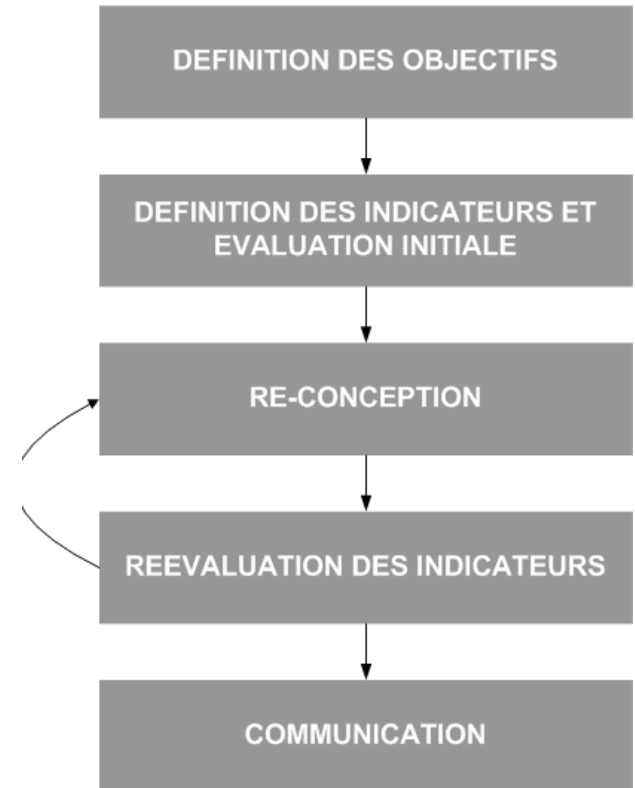 DEFINITION DES OBJECTIFS
DEFINITION DES INDICATEURS ET
EVALUATION INITIALE
RE-CONCEPTION
REEVALUATION DES INDICATEURS
COMMUNICATION